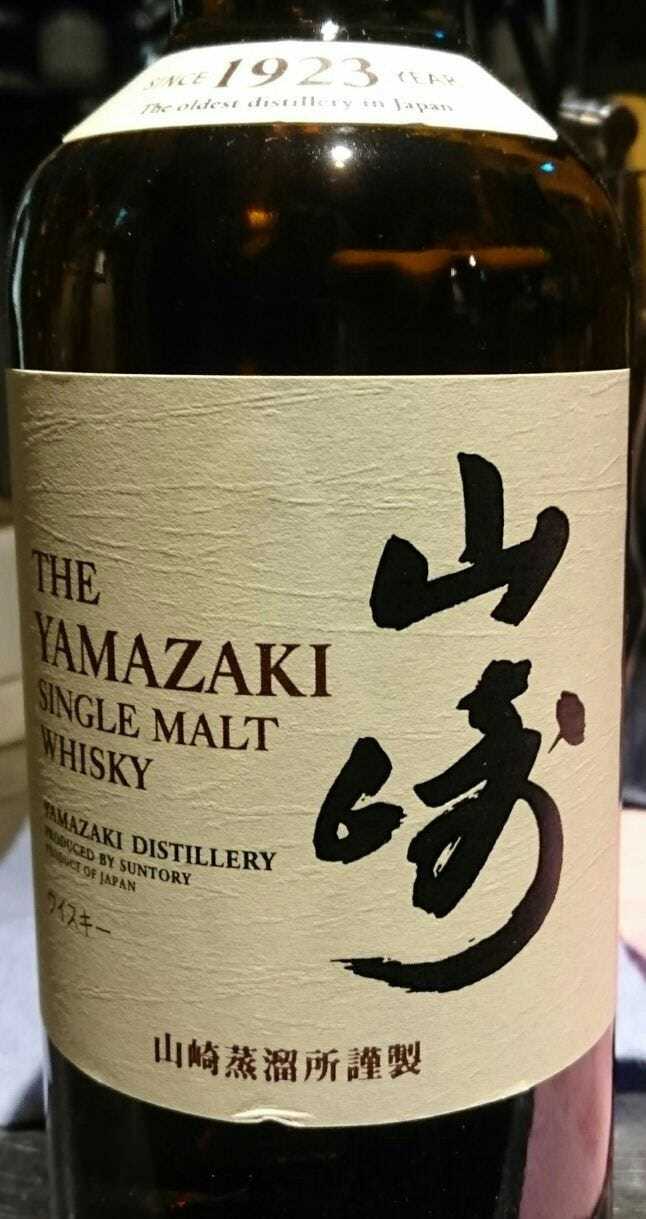 SINCE 1923 YEAR
The oldest distillery in Japan
山崎
THE
YAMAZAKI
SINGLE MALT
WHISKY
YAMAZAKI DISTILLERY
PRODUCED BY SUNTORY
PRODUCT OF JAPAN
ウイスキー
山崎蒸溜所謹製